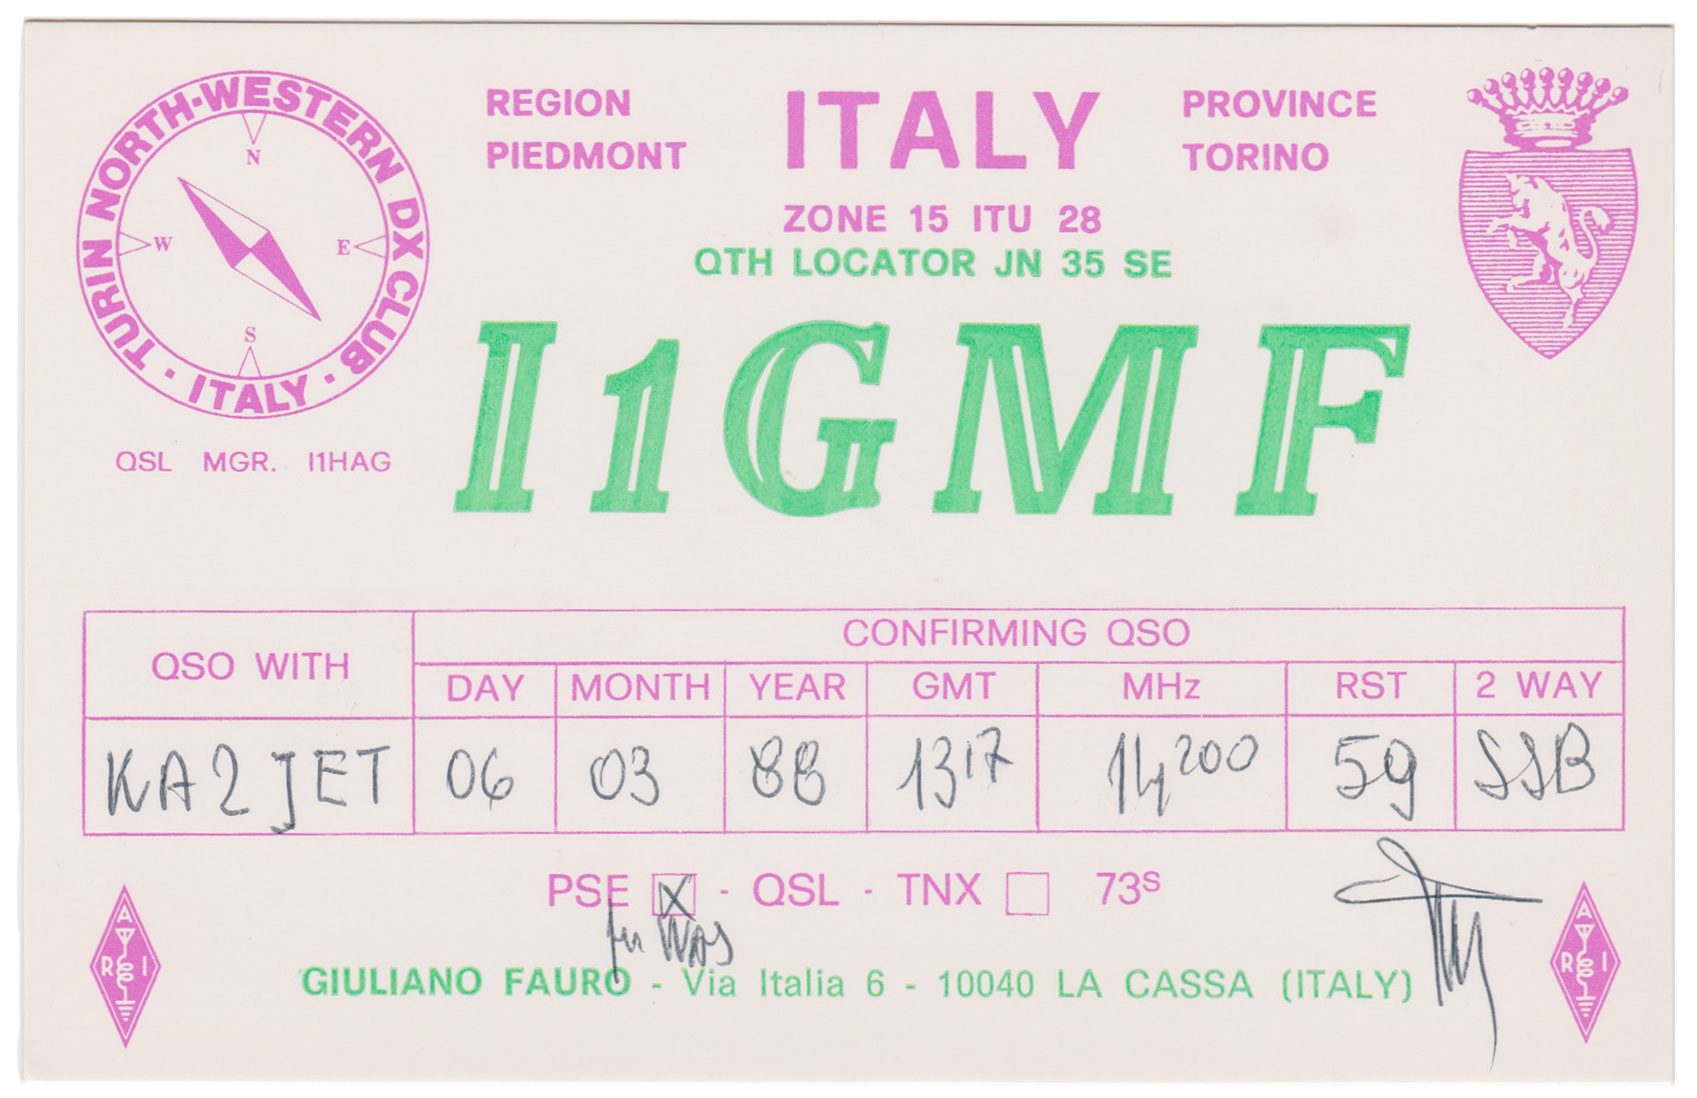 TURIN NORTH-WESTERN DX CLUB · ITALY ·
N
W E
S
QSL MGR. I1HAG
REGION
PIEDMONT
ITALY
PROVINCE
TORINO
ZONE 15 ITU 28
QTH LOCATOR JN 35 SE
I1GMF
QSO WITH
CONFIRMING QSO
DAY MONTH YEAR GMT MHz RST 2 WAY
KA2JET 06 03 88 1317 14200 59 SSB
PSE X - QSL - TNX 73S
WAS
GIULIANO FAURO - Via Italia 6 - 10040 LA CASSA (ITALY)
A
R I
A
R I